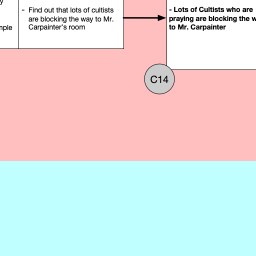 - Find out that lots of cultists
are blocking the way to Mr.
Carpainter's room
- Lots of Cultists who are
praying are blocking the
to Mr. Carpainter
C14